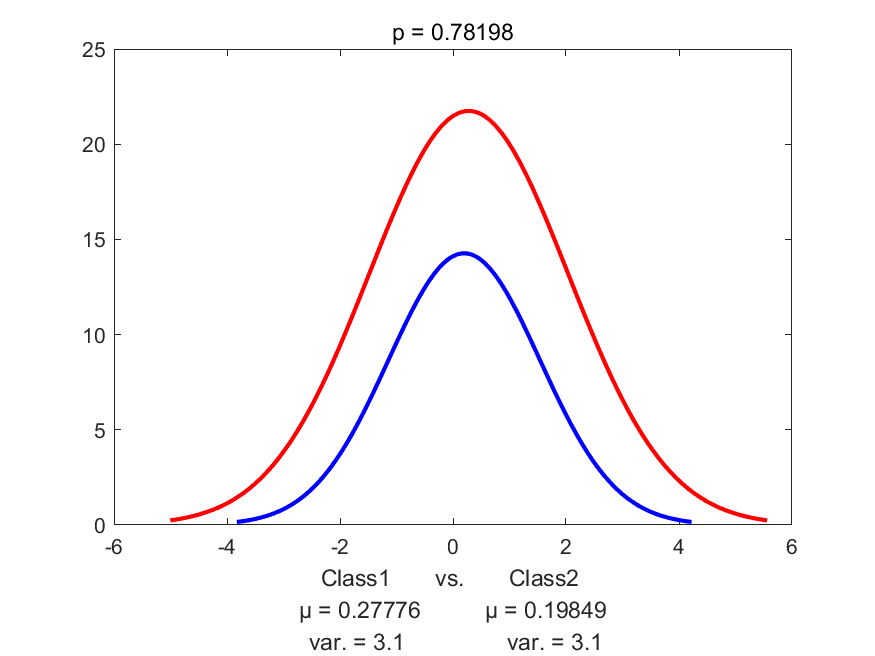 p = 0.78198
25
20
15
10
5
0
-6 -4 -2 0 2 4 6
Class1 vs. Class2
μ = 0.27776 μ = 0.19849
var. = 3.1 var. = 3.1